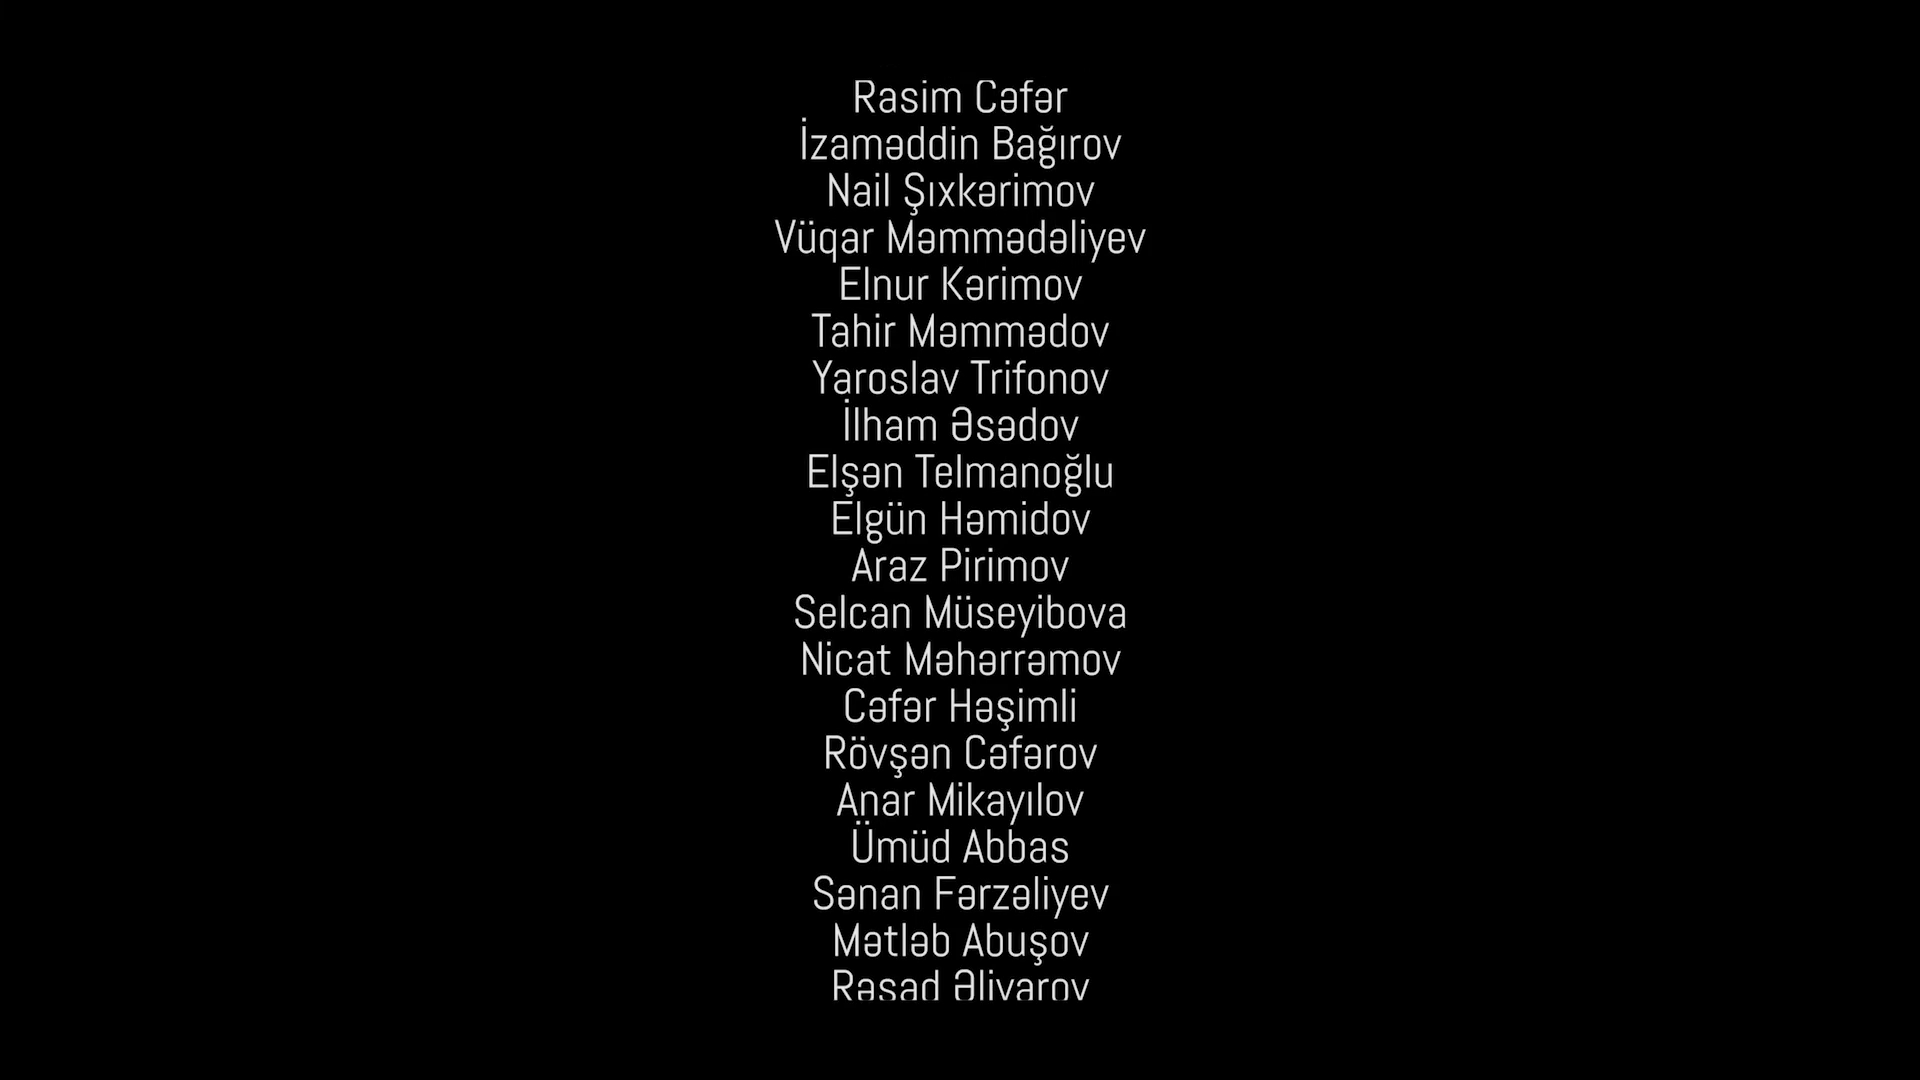 Rasim Cəfər
İzaməddin Bağırov
Nail Şıxkərimov
Vüqar Məmmədəliyev
Elnur Kərimov
Tahir Məmmədov
Yaroslav Trifonov
İlham Əsədov
Elşən Telmanoğlu
Elgün Həmidov
Araz Pirimov
Selcan Müseyibova
Nicat Məhərrəmov
Cəfər Həşimli
Rövşən Cəfərov
Anar Mikayılov
Ümüd Abbas
Sənan Fərzəliyev
Mətləb Abuşov